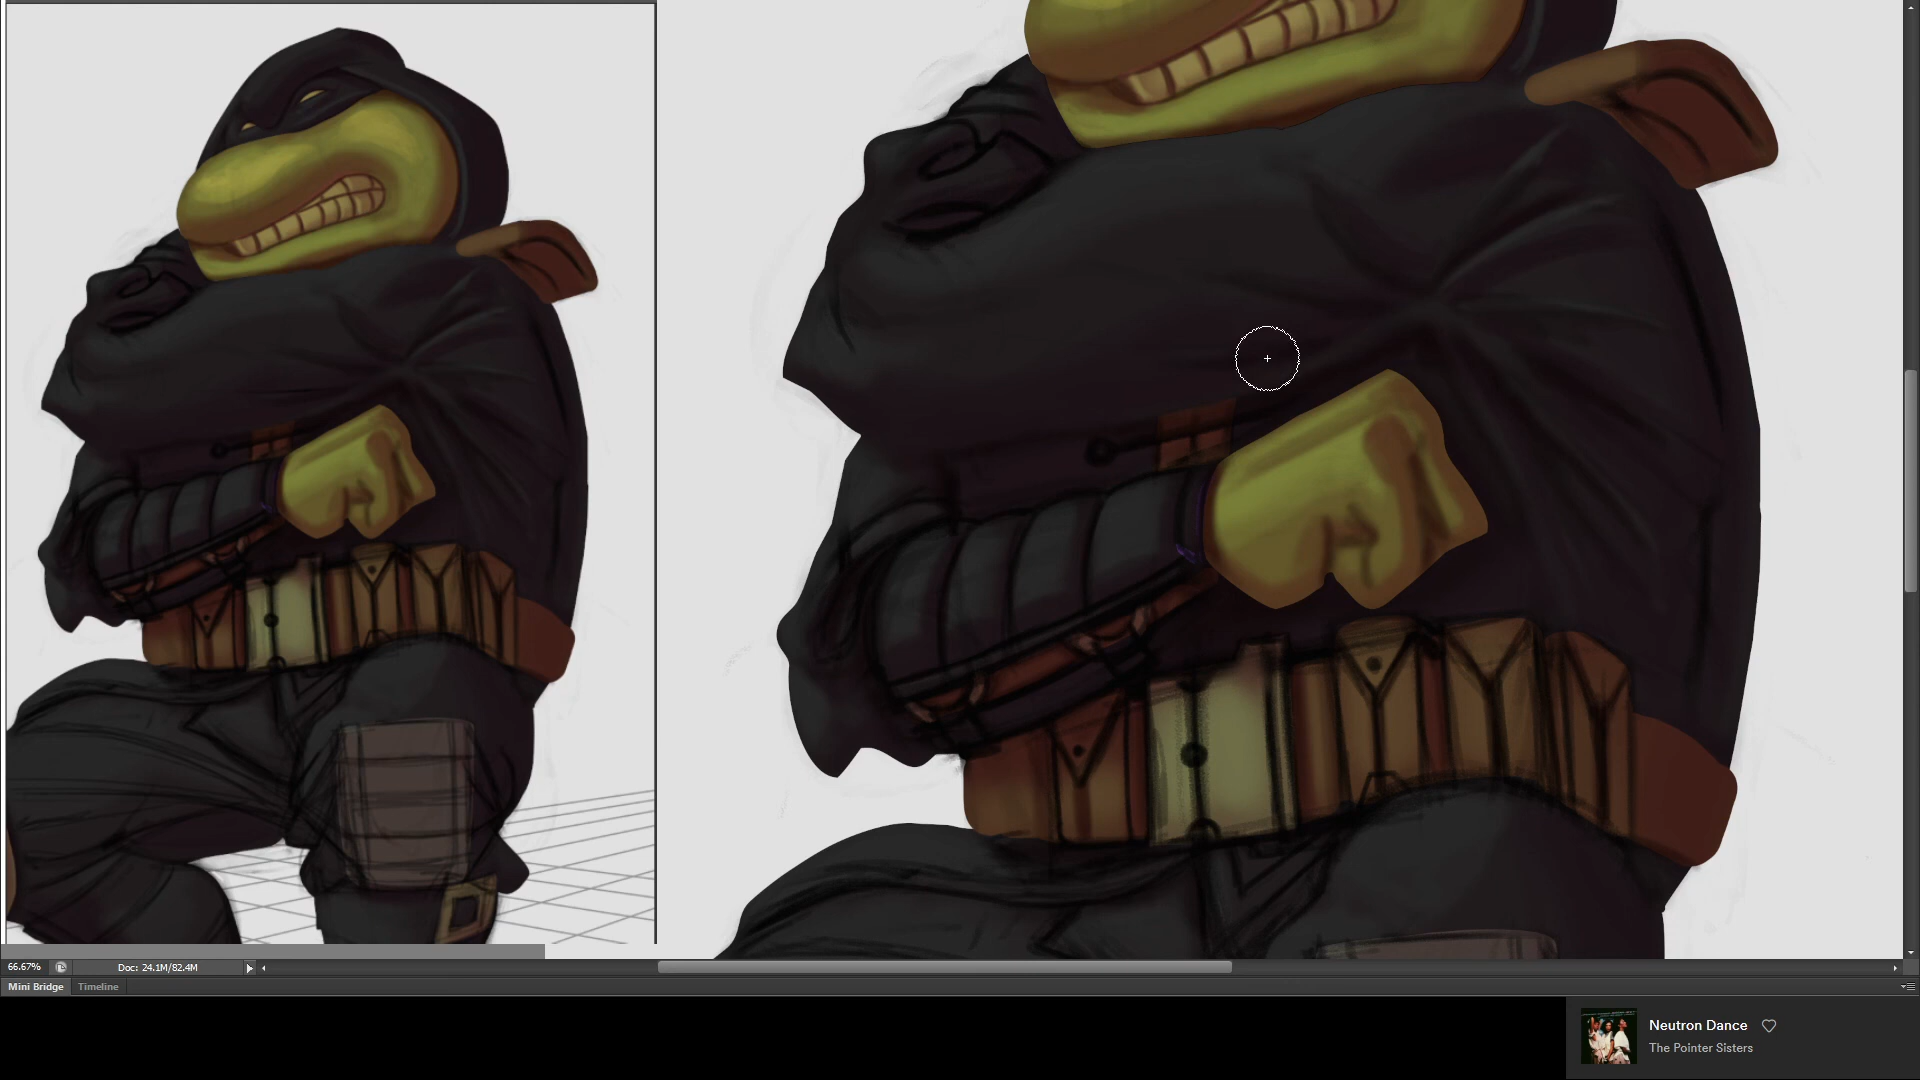 66.67%
Doc: 24.1M/82.4M
Mini Bridge
Timeline
Neutron Dance
The Pointer Sisters